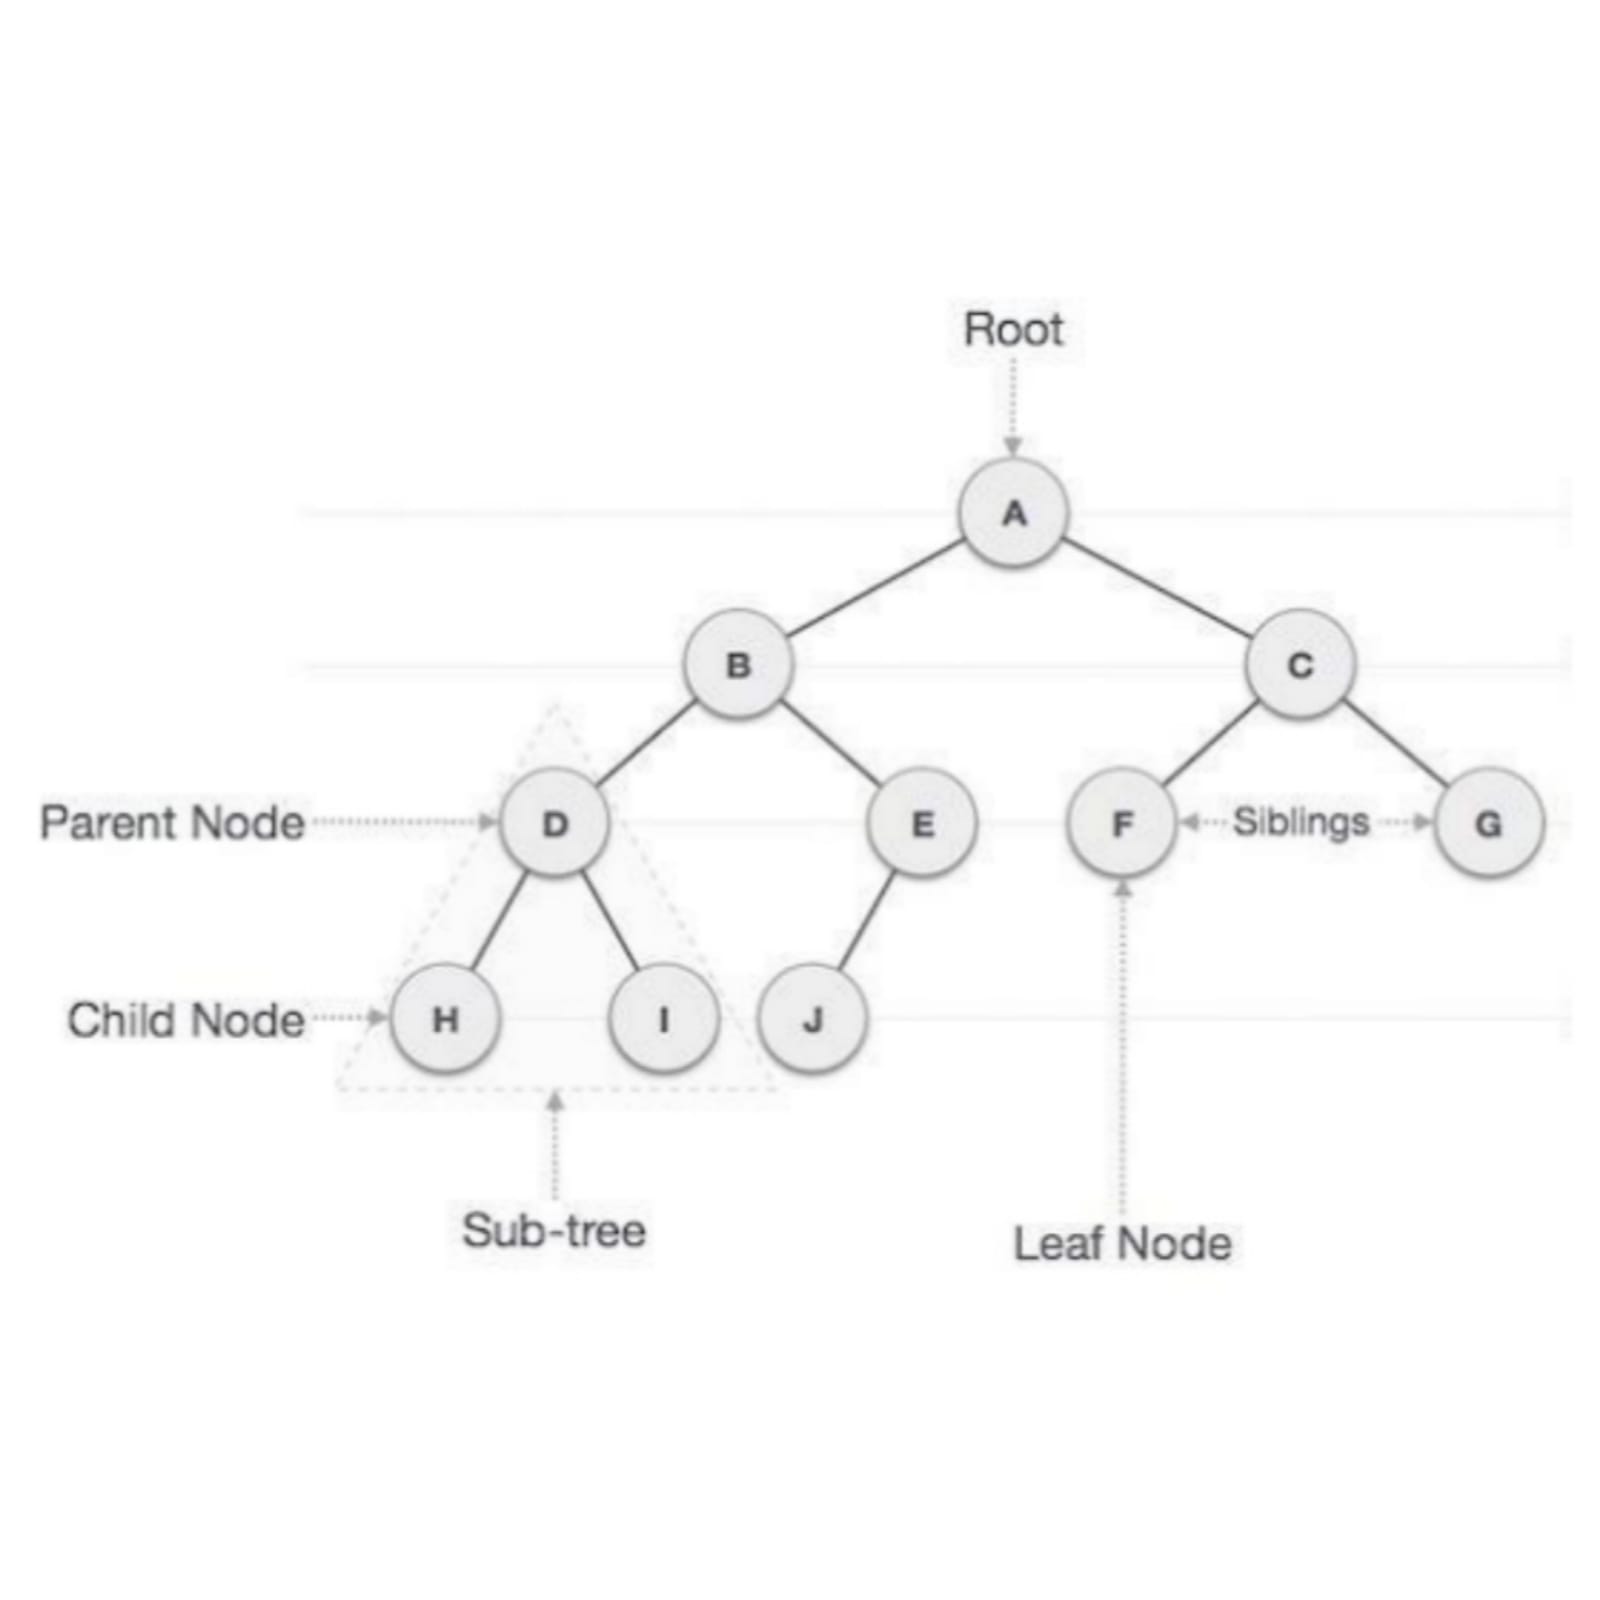 Root
A
B
C
Parent Node
D
E
F
Siblings
G
Child Node
H
I
J
Sub-tree
Leaf Node